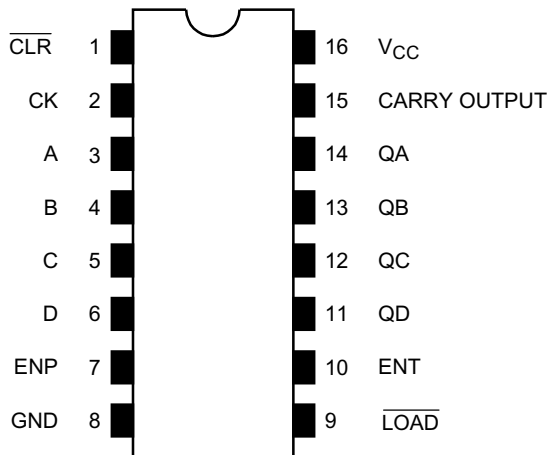 CLR 1 16 VCC
CK 2 15 CARRY OUTPUT
A 3 14 QA
B 4 13 QB
C 5 12 QC
D 6 11 QD
ENP 7 10 ENT
GND 8 9 LOAD